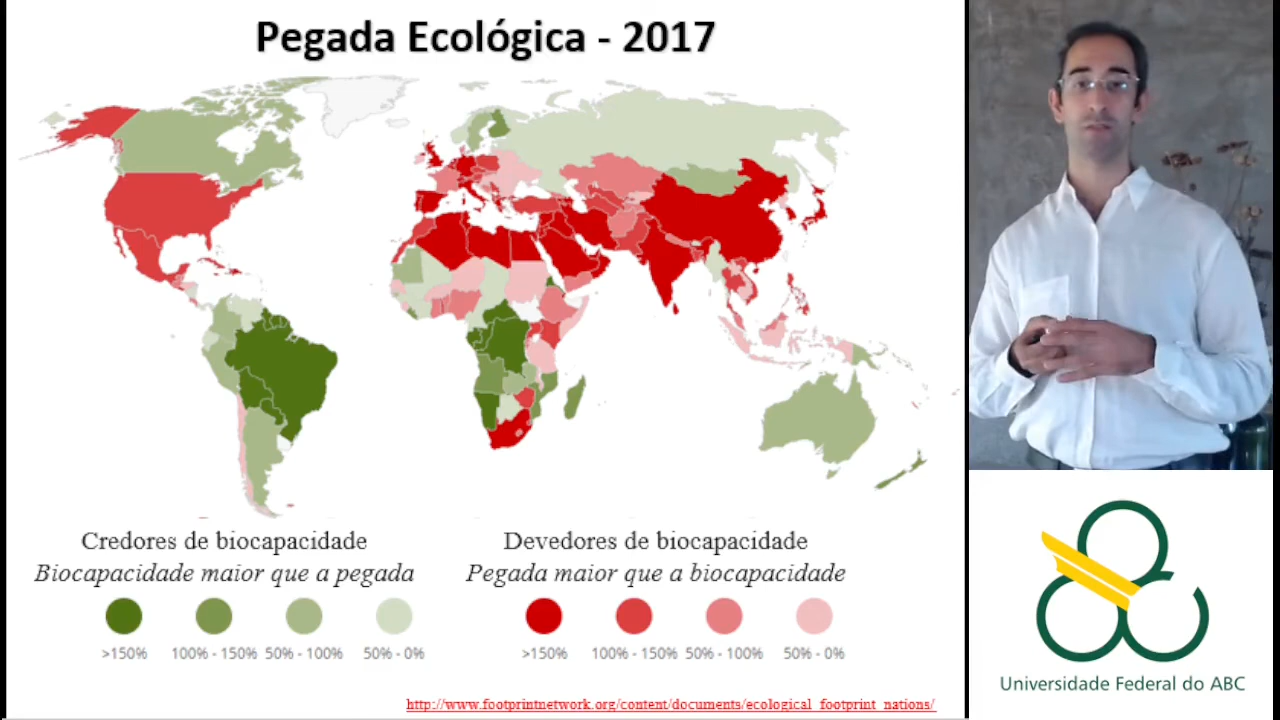 Pegada Ecológica - 2017
Credores de biocapacidade
Biocapacidade maior que a pegada
>150% 100% - 150% 50% - 100% 50% - 0%
Devedores de biocapacidade
Pegada maior que a biocapacidade
>150% 100% - 150% 50% - 100% 50% - 0%
http://www.footprintnetwork.org/content/documents/ecological_footprint_nations/
Universidade Federal do ABC